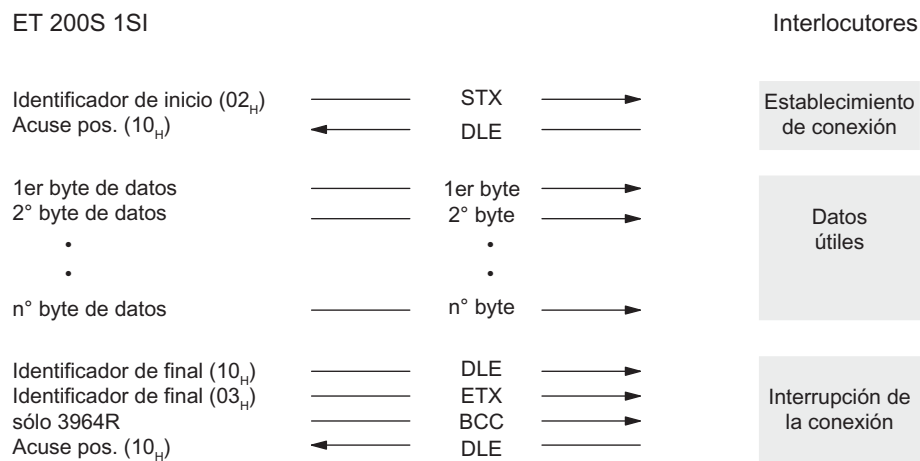 ET 200S 1SI Interlocutores
Identificador de inicio (02H) STX Establecimiento
Acuse pos. (10H) DLE de conexión
1er byte de datos 1er byte
2° byte de datos 2° byte Datos
• • útiles
• •
n° byte de datos n° byte
Identificador de final (10H) DLE
Identificador de final (03H) ETX Interrupción de
sólo 3964R BCC la conexión
Acuse pos. (10H) DLE